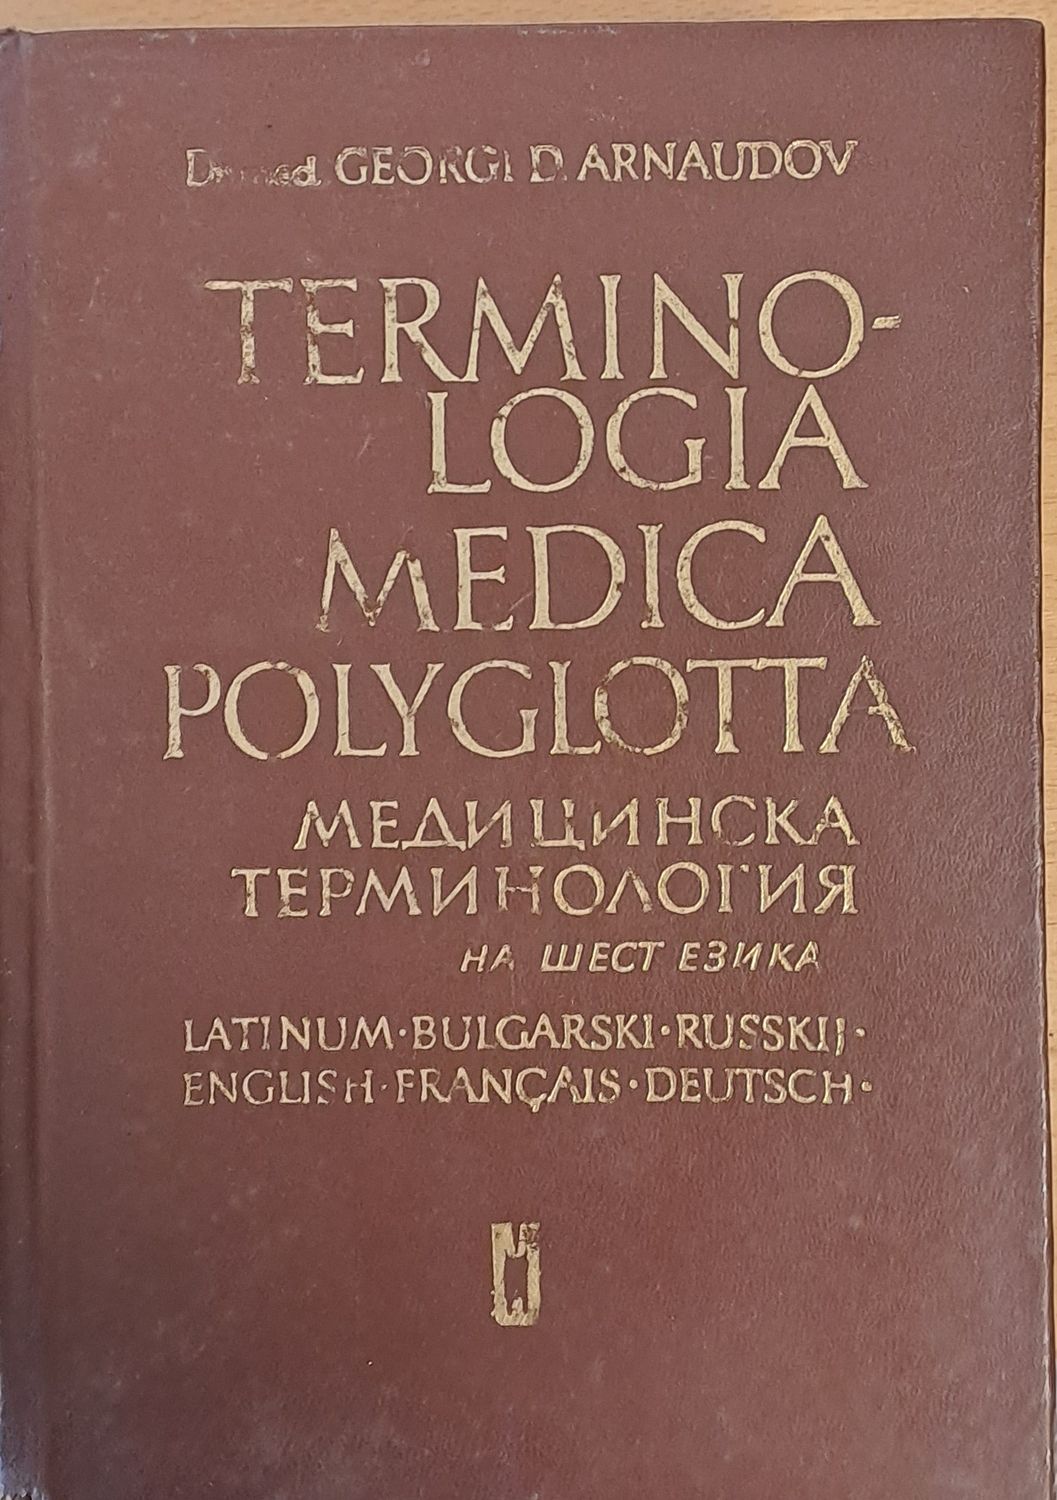 Dr med. GEORGI D. ARNAUDOV
TERMINO-
LOGIA
MEDICA
POLYGLOTTA
МЕДИЦИНСКА
ТЕРМИНОЛОГИЯ
НА ШЕСТ ЕЗИКА
LATINUM·BULGARSKI·RUSSKIJ·
ENGLISH·FRANÇAIS·DEUTSCH·